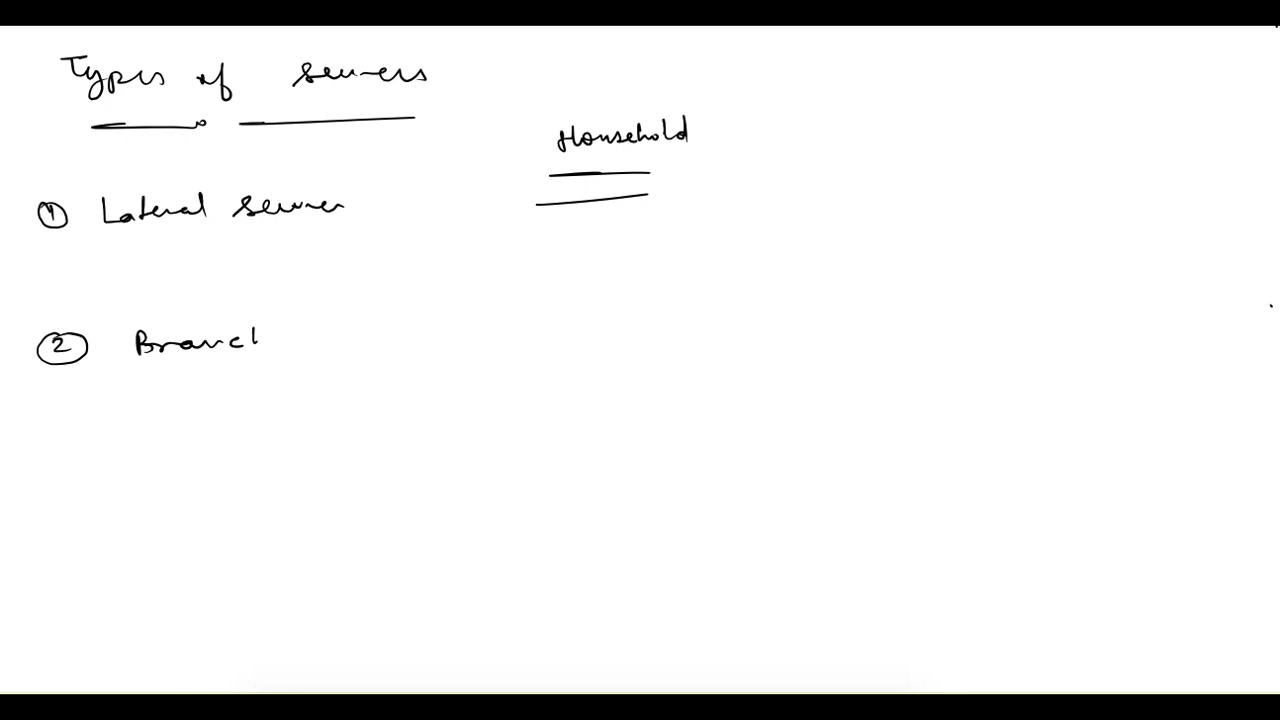 Types of sewers
Household
① Lateral sewer
② Branch